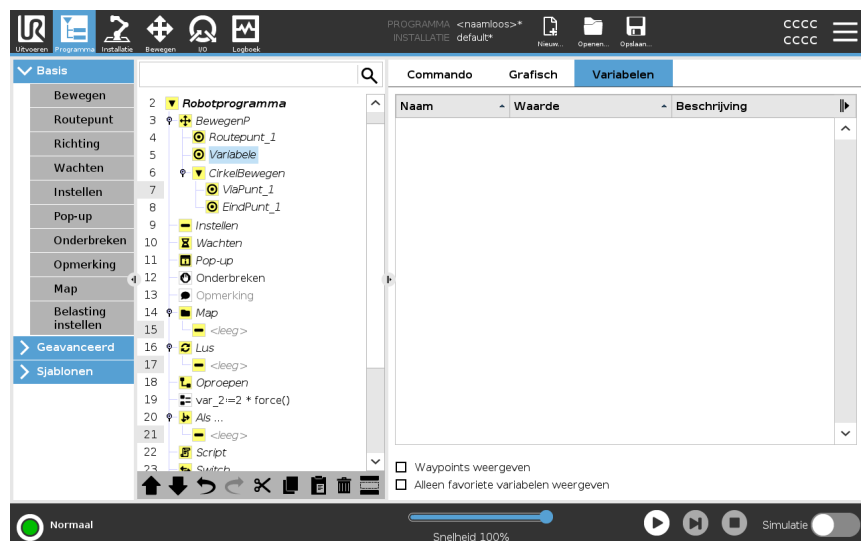 PROGRAMMA <naamloos>*
INSTALLATIE default*
CCCC
CCCC
Uitvoeren Programma Installatie Bewegen I/O Logboek Nieuw... Openen... Opslaan...
Basis
Bewegen
Routepunt
Richting
Wachten
Instellen
Pop-up
Onderbreken
Opmerking
Map
Belasting
instellen
Geavanceerd
Sjablonen
2 Robotprogramma
3 BewegenP
4 Routepunt_1
5 Variabele
6 CirkelBewegen
7 ViaPunt_1
8 EindPunt_1
9 Instellen
10 Wachten
11 Pop-up
12 Onderbreken
13 Opmerking
14 Map
15 <leeg>
16 Lus
17 <leeg>
18 Oproepen
19 var_2:=2 * force()
20 Als ...
21 <leeg>
22 Script
23 Switch
Commando Grafisch Variabelen
Naam Waarde Beschrijving
Waypoints weergeven
Alleen favoriete variabelen weergeven
Normaal
Snelheid 100%
Simulatie